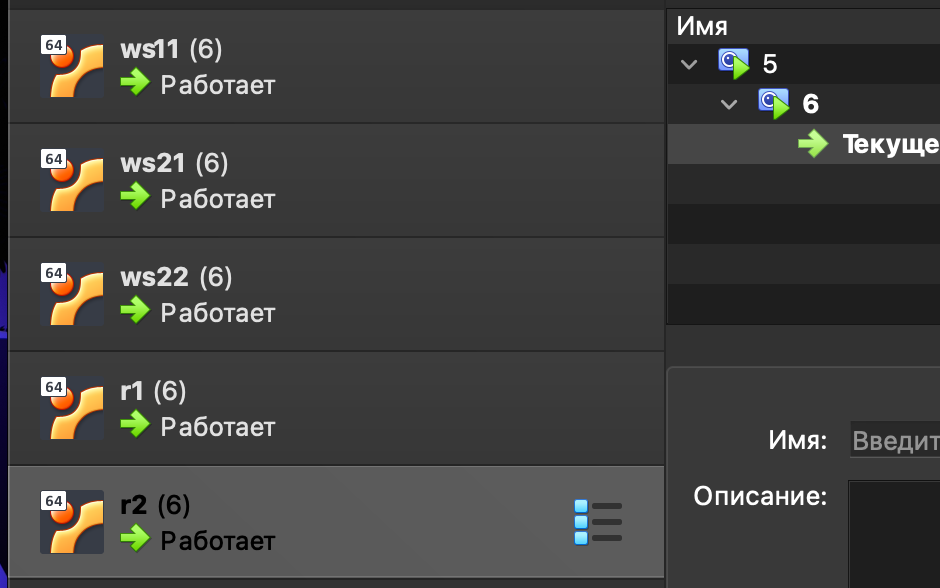 64
ws11 (6)
Работает
64
ws21 (6)
Работает
64
ws22 (6)
Работает
64
r1 (6)
Работает
64
r2 (6)
Работает
Имя
5
6
Текуще
Имя:
Введит
Описание: